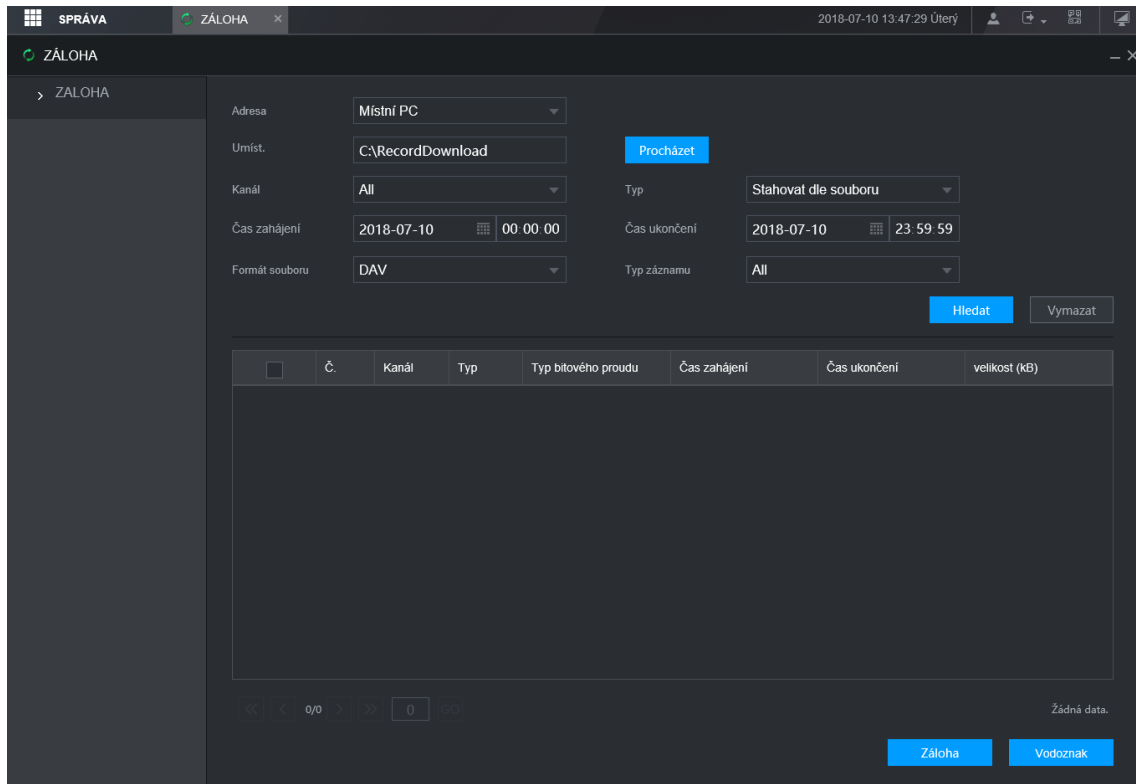 SPRÁVA ZÁLOHA × 2018-07-10 13:47:29 Úterý
ZÁLOHA
ZALOHA
Adresa Místní PC
Umíst. C:\RecordDownload Procházet
Kanál All Typ Stahovat dle souboru
Čas zahájení 2018-07-10 00:00:00 Čas ukončení 2018-07-10 23:59:59
Formát souboru DAV Typ záznamu All
Hledat Vymazat
Č. Kanál Typ Typ bitového proudu Čas zahájení Čas ukončení velikost (kB)
0/0 0 GO Žádná data.
Záloha Vodoznak